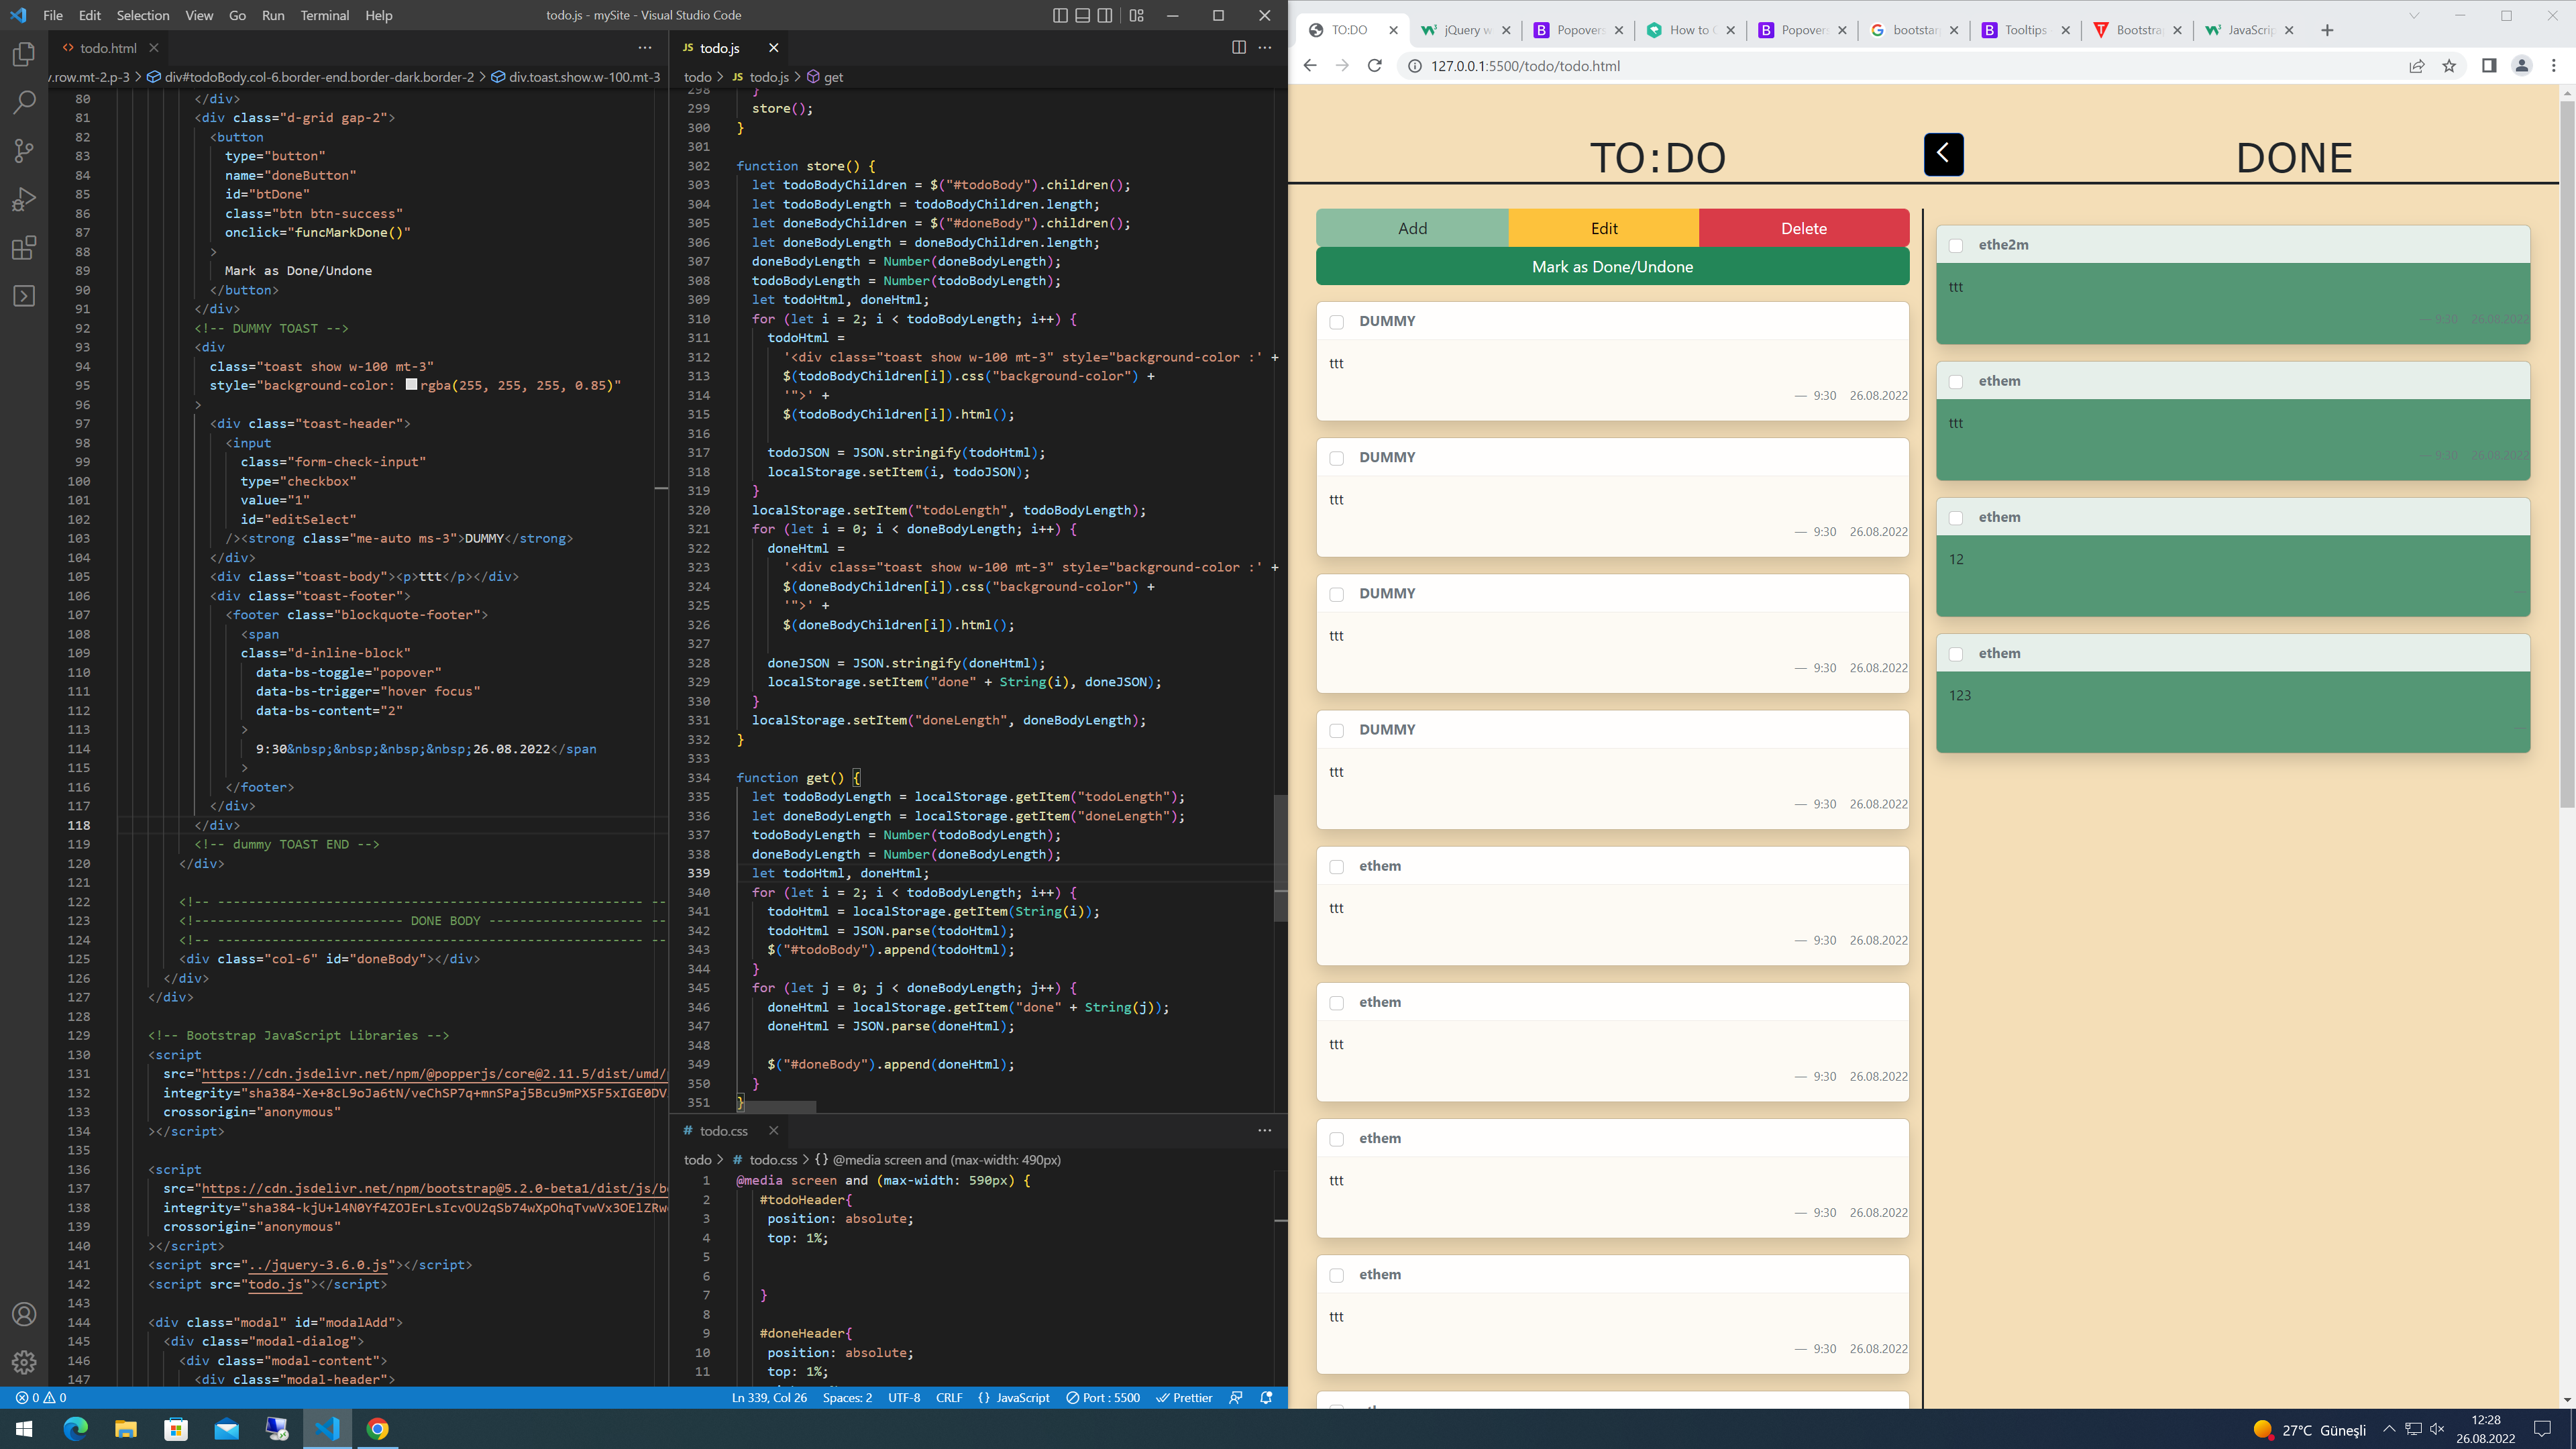 File Edit Selection View Go Run Terminal Help
todo.js - mySite - Visual Studio Code
todo.html
.row.mt-2.p-3 > div#todoBody.col-6.border-end.border-dark.border-2 > div.toast.show.w-100.mt-3
80 </div>
81 <div class="d-grid gap-2">
82 <button
83 type="button"
84 name="doneButton"
85 id="btDone"
86 class="btn btn-success"
87 onclick="funcMarkDone()"
88 >
89 Mark as Done/Undone
90 </button>
91 </div>
92 <!-- DUMMY TOAST -->
93 <div
94 class="toast show w-100 mt-3"
95 style="background-color: rgba(255, 255, 255, 0.85)"
96 >
97 <div class="toast-header">
98 <input
99 class="form-check-input"
100 type="checkbox"
101 value="1"
102 id="editSelect"
103 /><strong class="me-auto ms-3">DUMMY</strong>
104 </div>
105 <div class="toast-body"><p>ttt</p></div>
106 <div class="toast-footer">
107 <footer class="blockquote-footer">
108 <span
109 class="d-inline-block"
110 data-bs-toggle="popover"
111 data-bs-trigger="hover focus"
112 data-bs-content="2"
113 >
114 9:30&nbsp;&nbsp;&nbsp;&nbsp;26.08.2022</span
115 >
116 </footer>
117 </div>
118 </div>
119 <!-- dummy TOAST END -->
120 </div>
121
122 <!-- ------------------------------------------------------- --
123 <!--------------------------- DONE BODY -------------------- --
124 <!-- ------------------------------------------------------- --
125 <div class="col-6" id="doneBody"></div>
126 </div>
127 </div>
128
129 <!-- Bootstrap JavaScript Libraries -->
130 <script
131 src="https://cdn.jsdelivr.net/npm/@popperjs/core@2.11.5/dist/umd/
132 integrity="sha384-Xe+8cL9oJa6tN/veChSP7q+mnSPaj5Bcu9mPX5F5xIGE0DV
133 crossorigin="anonymous"
134 ></script>
135
136 <script
137 src="https://cdn.jsdelivr.net/npm/bootstrap@5.2.0-beta1/dist/js/b
138 integrity="sha384-kjU+l4N0Yf4ZOJErLsIcvOU2qSb74wXpOhqTvwVx3OElZRw
139 crossorigin="anonymous"
140 ></script>
141 <script src="../jquery-3.6.0.js"></script>
142 <script src="todo.js"></script>
143
144 <div class="modal" id="modalAdd">
145 <div class="modal-dialog">
146 <div class="modal-content">
147 <div class="modal-header">
JS todo.js
todo > JS todo.js > get
298 }
299 store();
300 }
301
302 function store() {
303 let todoBodyChildren = $("#todoBody").children();
304 let todoBodyLength = todoBodyChildren.length;
305 let doneBodyChildren = $("#doneBody").children();
306 let doneBodyLength = doneBodyChildren.length;
307 doneBodyLength = Number(doneBodyLength);
308 todoBodyLength = Number(todoBodyLength);
309 let todoHtml, doneHtml;
310 for (let i = 2; i < todoBodyLength; i++) {
311 todoHtml =
312 '<div class="toast show w-100 mt-3" style="background-color :' +
313 $(todoBodyChildren[i]).css("background-color") +
314 '">' +
315 $(todoBodyChildren[i]).html();
316
317 todoJSON = JSON.stringify(todoHtml);
318 localStorage.setItem(i, todoJSON);
319 }
320 localStorage.setItem("todoLength", todoBodyLength);
321 for (let i = 0; i < doneBodyLength; i++) {
322 doneHtml =
323 '<div class="toast show w-100 mt-3" style="background-color :' +
324 $(doneBodyChildren[i]).css("background-color") +
325 '">' +
326 $(doneBodyChildren[i]).html();
327
328 doneJSON = JSON.stringify(doneHtml);
329 localStorage.setItem("done" + String(i), doneJSON);
330 }
331 localStorage.setItem("doneLength", doneBodyLength);
332 }
333
334 function get() {
335 let todoBodyLength = localStorage.getItem("todoLength");
336 let doneBodyLength = localStorage.getItem("doneLength");
337 todoBodyLength = Number(todoBodyLength);
338 doneBodyLength = Number(doneBodyLength);
339 let todoHtml, doneHtml;
340 for (let i = 2; i < todoBodyLength; i++) {
341 todoHtml = localStorage.getItem(String(i));
342 todoHtml = JSON.parse(todoHtml);
343 $("#todoBody").append(todoHtml);
344 }
345 for (let j = 0; j < doneBodyLength; j++) {
346 doneHtml = localStorage.getItem("done" + String(j));
347 doneHtml = JSON.parse(doneHtml);
348
349 $("#doneBody").append(doneHtml);
350 }
351 }
# todo.css
todo > # todo.css > {} @media screen and (max-width: 490px)
1 @media screen and (max-width: 590px) {
2 #todoHeader{
3 position: absolute;
4 top: 1%;
5
6
7 }
8
9 #doneHeader{
10 position: absolute;
11 top: 1%;
0 0
Ln 339, Col 26 Spaces: 2 UTF-8 CRLF {} JavaScript Port : 5500 Prettier
TO:DO jQuery w Popovers How to C Popovers bootstar Tooltips Bootstra JavaScrip
127.0.0.1:5500/todo/todo.html
TO:DO
DONE
Add Edit Delete
Mark as Done/Undone
DUMMY
ttt
— 9:30 26.08.2022
DUMMY
ttt
— 9:30 26.08.2022
DUMMY
ttt
— 9:30 26.08.2022
DUMMY
ttt
— 9:30 26.08.2022
ethem
ttt
— 9:30 26.08.2022
ethem
ttt
— 9:30 26.08.2022
ethem
ttt
— 9:30 26.08.2022
ethem
ttt
— 9:30 26.08.2022
ethe2m
ttt
— 9:30 26.08.2022
ethem
ttt
— 9:30 26.08.2022
ethem
12
—
ethem
123
—
27°C Güneşli
12:28
26.08.2022